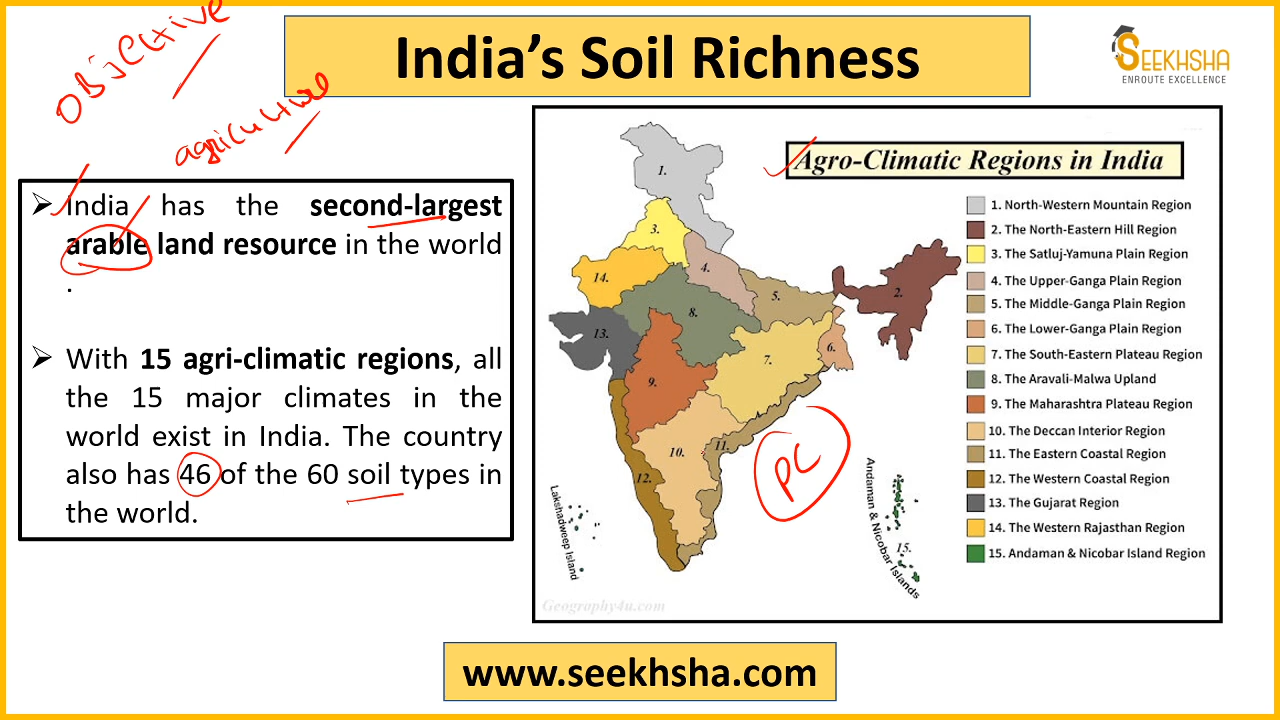 India's Soil Richness
SEEKHSHA
ENROUTE EXCELLENCE
Objective
agriculture
➢ India has the second-largest
arable land resource in the world
.
➢ With 15 agri-climatic regions, all
the 15 major climates in the
world exist in India. The country
also has 46 of the 60 soil types in
the world.
Agro-Climatic Regions in India
1.
2.
3.
4.
5.
6.
7.
8.
9.
10.
11.
12.
13.
14.
15.
PC
Lakshadweep Island
Andaman & Nicobar Islands
1. North-Western Mountain Region
2. The North-Eastern Hill Region
3. The Satluj-Yamuna Plain Region
4. The Upper-Ganga Plain Region
5. The Middle-Ganga Plain Region
6. The Lower-Ganga Plain Region
7. The South-Eastern Plateau Region
8. The Aravali-Malwa Upland
9. The Maharashtra Plateau Region
10. The Deccan Interior Region
11. The Eastern Coastal Region
12. The Western Coastal Region
13. The Gujarat Region
14. The Western Rajasthan Region
15. Andaman & Nicobar Island Region
Geography4u.com
www.seekhsha.com